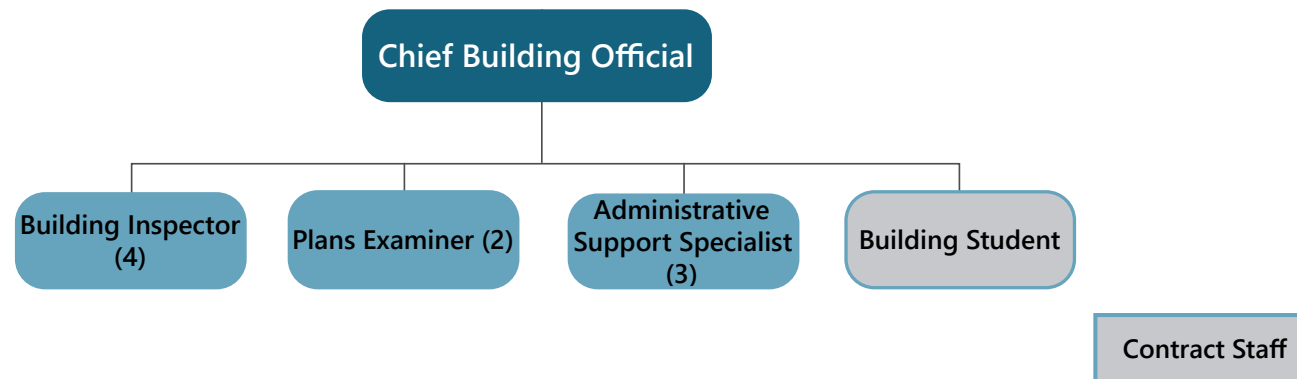 Chief Building Official
Building Inspector
(4)
Plans Examiner (2)
Administrative
Support Specialist
(3)
Building Student
Contract Staff